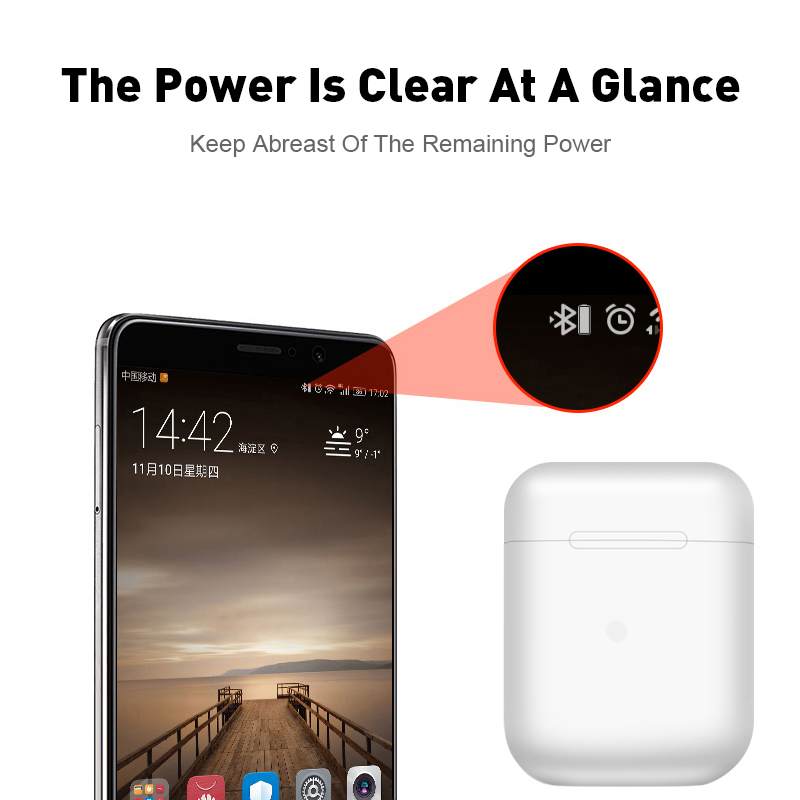 The Power Is Clear At A Glance
Keep Abreast Of The Remaining Power
中国移动
86 17:02
14:42 海淀区 9°
9° / -1°
11月10日星期四